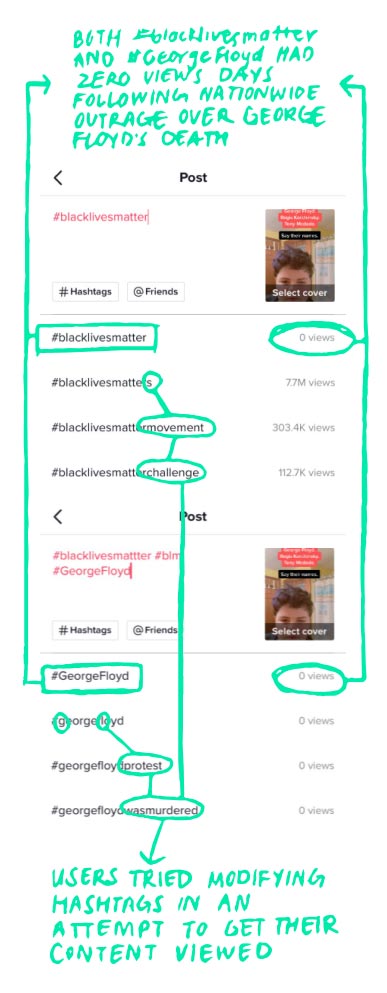 BOTH #blacklivesmatter
AND #GeorgeFloyd HAD
ZERO VIEWS DAYS
FOLLOWING NATIONWIDE
OUTRAGE OVER GEORGE
FLOYD'S DEATH
Post
#blacklivesmatter
George Floyd.
Regis Korchinsky.
Tony Mcdade.
Say their names.
# Hashtags @ Friends
Select cover
#blacklivesmatter 0 views
#blacklivesmatters 7.7M views
#blacklivesmattermovement 303.4K views
#blacklivesmatterchallenge 112.7K views
Post
#blacklivesmattter #blm
#GeorgeFloyd
George Floyd.
Regis Korchinsky.
Tony Mcdade.
Say their names.
# Hashtags @ Friends
Select cover
#GeorgeFloyd 0 views
#georgefloyd 0 views
#georgefloydprotest 0 views
#georgefloydwasmurdered 0 views
USERS TRIED MODIFYING
HASHTAGS IN AN
ATTEMPT TO GET THEIR
CONTENT VIEWED